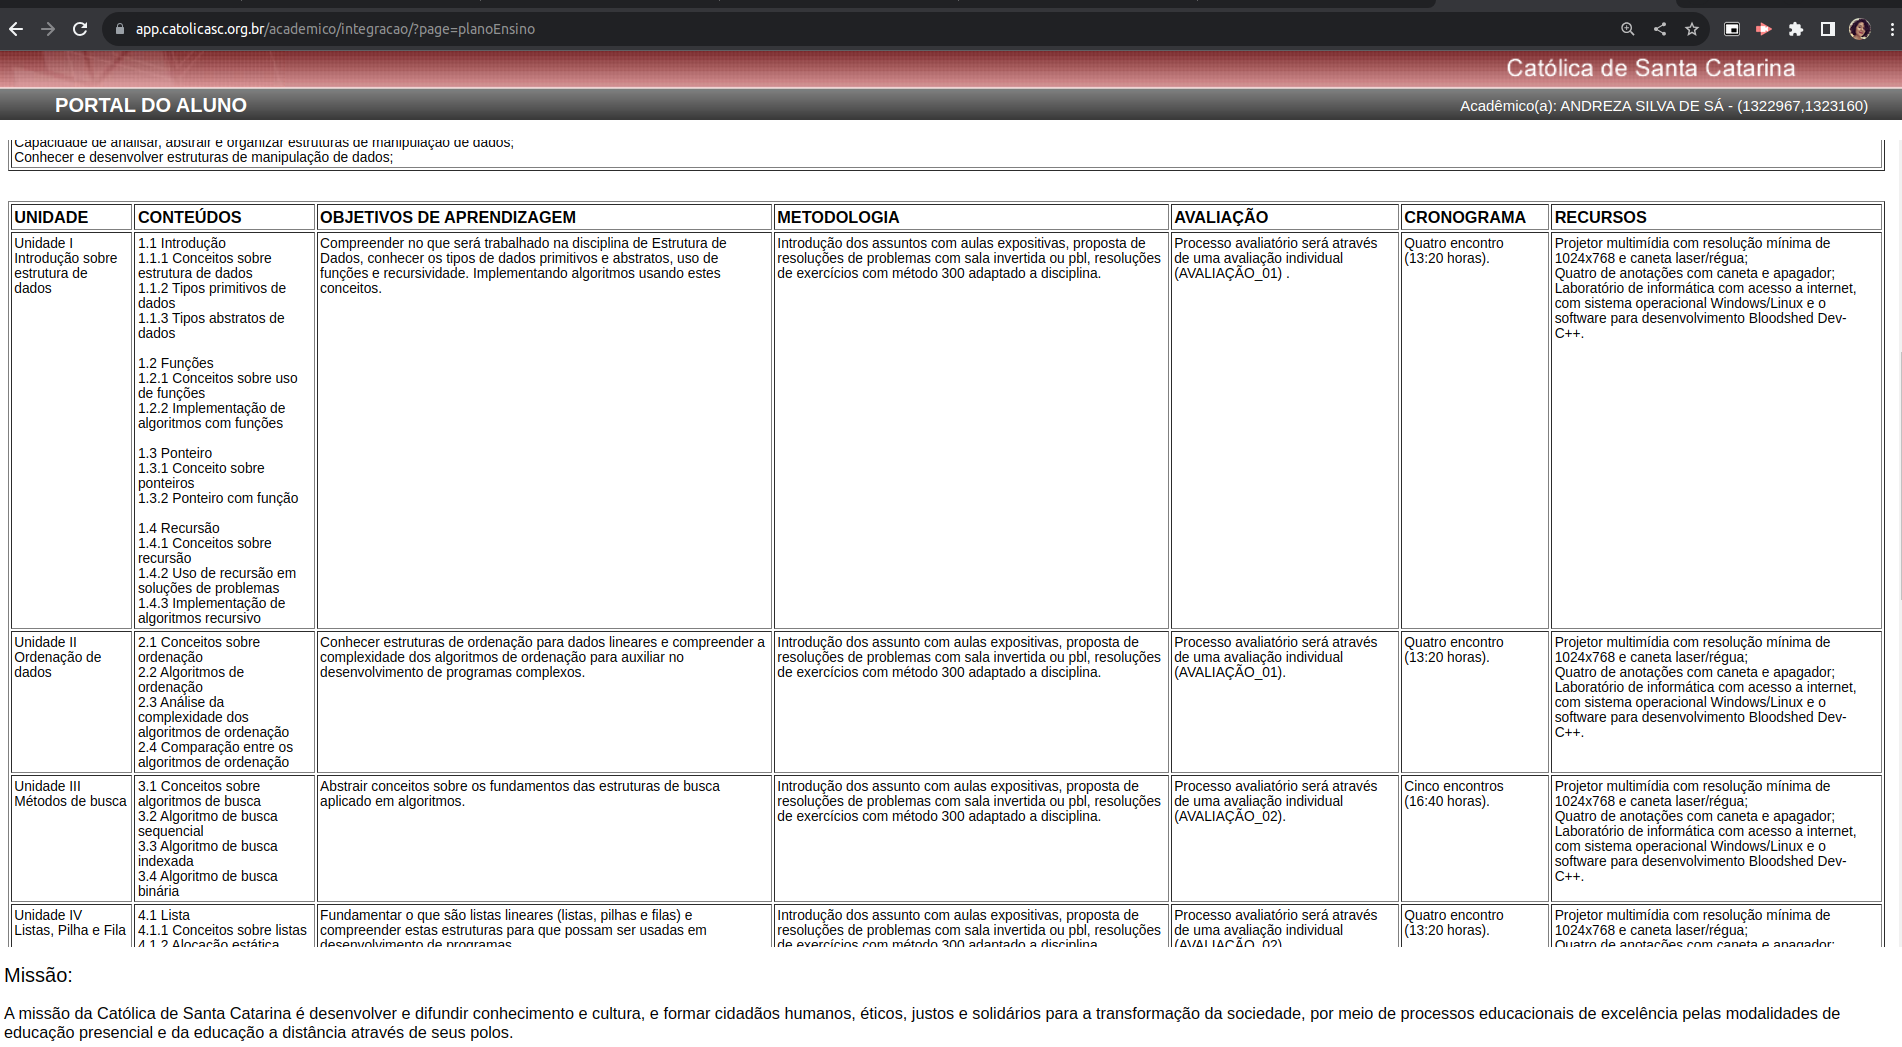 app.catolicasc.org.br/academico/integracao/?page=planoEnsino
Católica de Santa Catarina
PORTAL DO ALUNO
Acadêmico(a): ANDREZA SILVA DE SÁ - (1322967,1323160)
Capacidade de analisar, abstrair e organizar estruturas de manipulação de dados;
Conhecer e desenvolver estruturas de manipulação de dados;
UNIDADE
CONTEÚDOS
OBJETIVOS DE APRENDIZAGEM
METODOLOGIA
AVALIAÇÃO
CRONOGRAMA
RECURSOS
Unidade I
Introdução sobre
estrutura de
dados
1.1 Introdução
1.1.1 Conceitos sobre
estrutura de dados
1.1.2 Tipos primitivos de
dados
1.1.3 Tipos abstratos de
dados
1.2 Funções
1.2.1 Conceitos sobre uso
de funções
1.2.2 Implementação de
algoritmos com funções
1.3 Ponteiro
1.3.1 Conceito sobre
ponteiros
1.3.2 Ponteiro com função
1.4 Recursão
1.4.1 Conceitos sobre
recursão
1.4.2 Uso de recursão em
soluções de problemas
1.4.3 Implementação de
algoritmos recursivo
Compreender no que será trabalhado na disciplina de Estrutura de
Dados, conhecer os tipos de dados primitivos e abstratos, uso de
funções e recursividade. Implementando algoritmos usando estes
conceitos.
Introdução dos assuntos com aulas expositivas, proposta de
resoluções de problemas com sala invertida ou pbl, resoluções
de exercícios com método 300 adaptado a disciplina.
Processo avaliatório será através
de uma avaliação individual
(AVALIAÇÃO_01) .
Quatro encontro
(13:20 horas).
Projetor multimídia com resolução mínima de
1024x768 e caneta laser/régua;
Quatro de anotações com caneta e apagador;
Laboratório de informática com acesso a internet,
com sistema operacional Windows/Linux e o
software para desenvolvimento Bloodshed Dev-
C++.
Unidade II
Ordenação de
dados
2.1 Conceitos sobre
ordenação
2.2 Algoritmos de
ordenação
2.3 Análise da
complexidade dos
algoritmos de ordenação
2.4 Comparação entre os
algoritmos de ordenação
Conhecer estruturas de ordenação para dados lineares e compreender a
complexidade dos algoritmos de ordenação para auxiliar no
desenvolvimento de programas complexos.
Introdução dos assunto com aulas expositivas, proposta de
resoluções de problemas com sala invertida ou pbl, resoluções
de exercícios com método 300 adaptado a disciplina.
Processo avaliatório será através
de uma avaliação individual
(AVALIAÇÃO_01).
Quatro encontro
(13:20 horas).
Projetor multimídia com resolução mínima de
1024x768 e caneta laser/régua;
Quatro de anotações com caneta e apagador;
Laboratório de informática com acesso a internet,
com sistema operacional Windows/Linux e o
software para desenvolvimento Bloodshed Dev-
C++.
Unidade III
Métodos de busca
3.1 Conceitos sobre
algoritmos de busca
3.2 Algoritmo de busca
sequencial
3.3 Algoritmo de busca
indexada
3.4 Algoritmo de busca
binária
Abstrair conceitos sobre os fundamentos das estruturas de busca
aplicado em algoritmos.
Introdução dos assunto com aulas expositivas, proposta de
resoluções de problemas com sala invertida ou pbl, resoluções
de exercícios com método 300 adaptado a disciplina.
Processo avaliatório será através
de uma avaliação individual
(AVALIAÇÃO_02).
Cinco encontros
(16:40 horas).
Projetor multimídia com resolução mínima de
1024x768 e caneta laser/régua;
Quatro de anotações com caneta e apagador;
Laboratório de informática com acesso a internet,
com sistema operacional Windows/Linux e o
software para desenvolvimento Bloodshed Dev-
C++.
Unidade IV
Listas, Pilha e Fila
4.1 Lista
4.1.1 Conceitos sobre listas
4.1.2 Alocação estática
Fundamentar o que são listas lineares (listas, pilhas e filas) e
compreender estas estruturas para que possam ser usadas em
desenvolvimento de programas
Introdução dos assunto com aulas expositivas, proposta de
resoluções de problemas com sala invertida ou pbl, resoluções
de exercícios com método 300 adaptado a disciplina
Processo avaliatório será através
de uma avaliação individual
(AVALIAÇÃO_02)
Quatro encontro
(13:20 horas).
Projetor multimídia com resolução mínima de
1024x768 e caneta laser/régua;
Quatro de anotações com caneta e apagador;
Missão:
A missão da Católica de Santa Catarina é desenvolver e difundir conhecimento e cultura, e formar cidadãos humanos, éticos, justos e solidários para a transformação da sociedade, por meio de processos educacionais de excelência pelas modalidades de
educação presencial e da educação a distância através de seus polos.